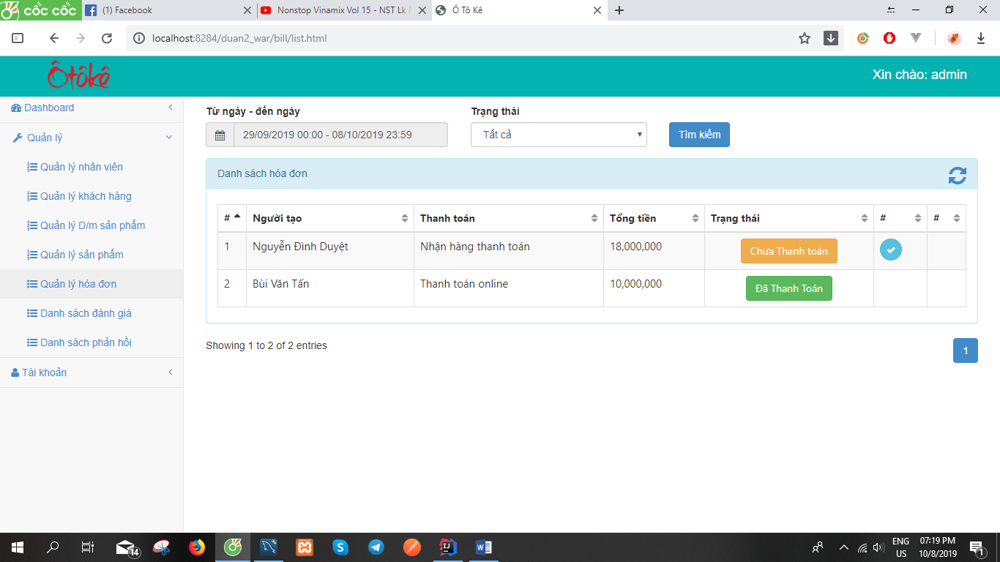 cốc cốc
(1) Facebook
Nonstop Vinamix Vol 15 - NST Lk
Ô Tô Kê
localhost:8284/duan2_war/bill/list.html
Ôtôkê
Xin chào: admin
Dashboard
Quản lý
Quản lý nhân viên
Quản lý khách hàng
Quản lý D/m sản phẩm
Quản lý sản phẩm
Quản lý hóa đơn
Danh sách đánh giá
Danh sách phản hồi
Tài khoản
Từ ngày - đến ngày
Trạng thái
29/09/2019 00:00 - 08/10/2019 23:59
Tất cả
Tìm kiếm
Danh sách hóa đơn
# Người tạo Thanh toán Tổng tiền Trạng thái # #
1 Nguyễn Đình Duyệt Nhận hàng thanh toán 18,000,000 Chưa Thanh toán
2 Bùi Văn Tấn Thanh toán online 10,000,000 Đã Thanh Toán
Showing 1 to 2 of 2 entries
1
14
ENG
US
07:19 PM
10/8/2019
1